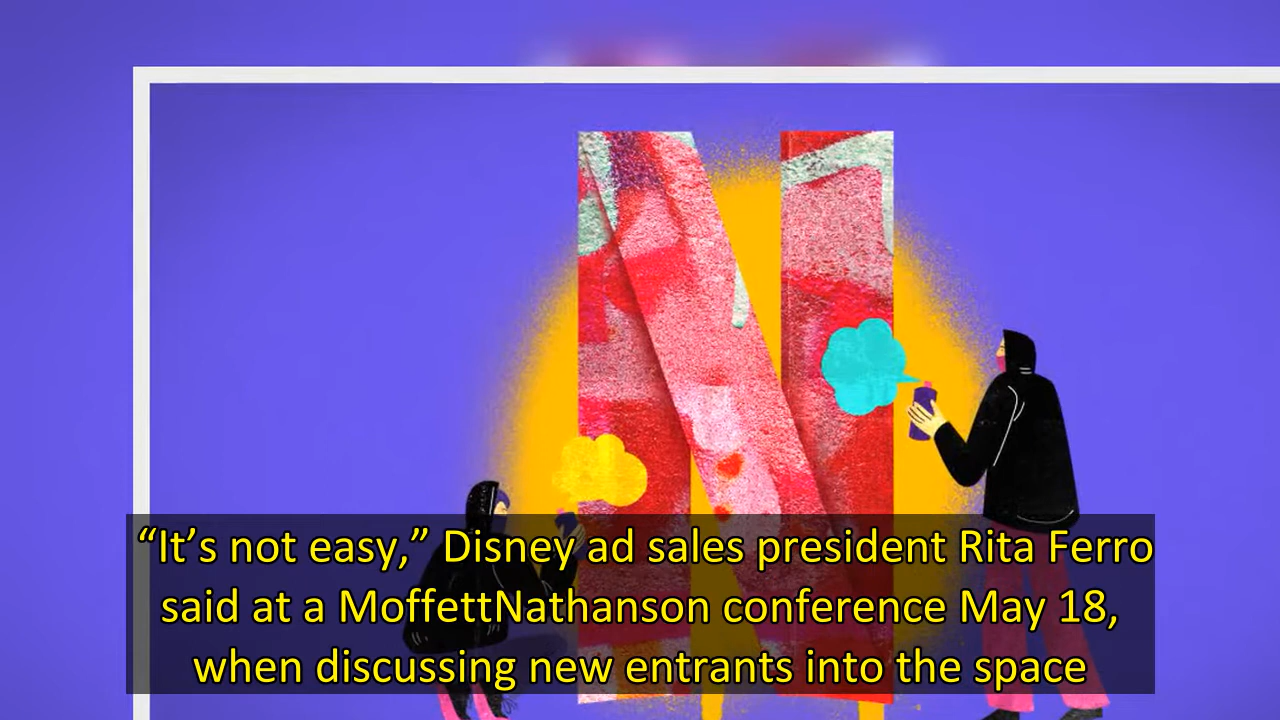 “It’s not easy,” Disney ad sales president Rita Ferro
said at a MoffettNathanson conference May 18,
when discussing new entrants into the space